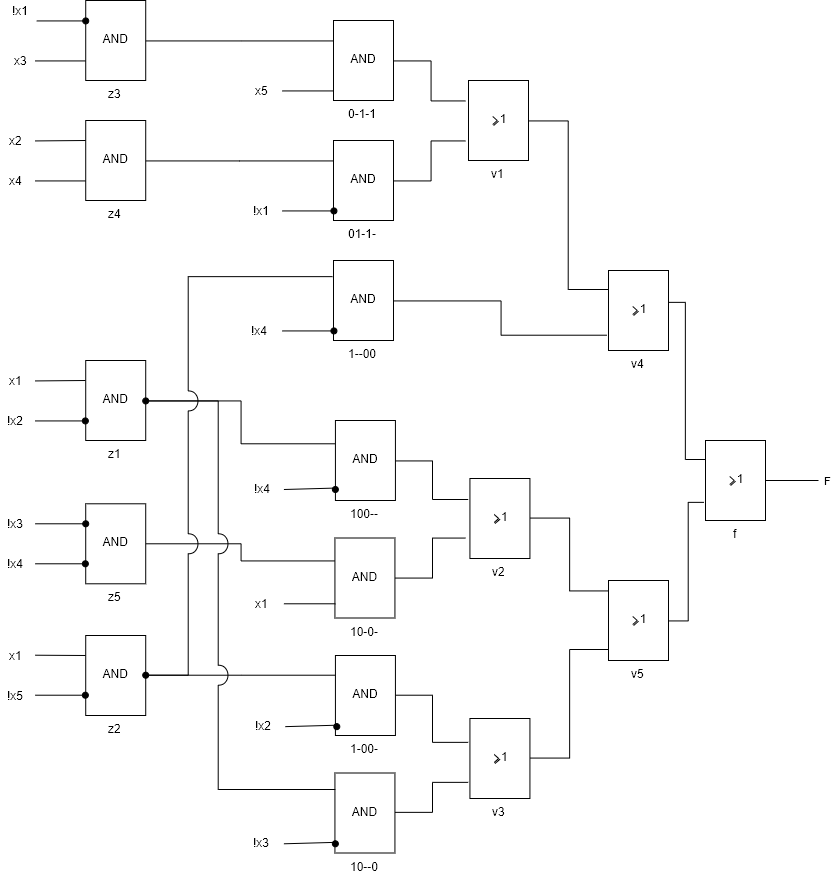 !x1
AND
x3
z3
AND
x5
0-1-1
x2
AND
x4
z4
AND
!x1
01-1-
⩾1
v1
AND
!x4
1--00
⩾1
v4
x1
AND
!x2
z1
AND
!x4
100--
!x3
AND
!x4
z5
AND
x1
10-0-
⩾1
v2
⩾1
f
F
x1
AND
!x5
z2
AND
!x2
1-00-
⩾1
v5
AND
!x3
10--0
⩾1
v3